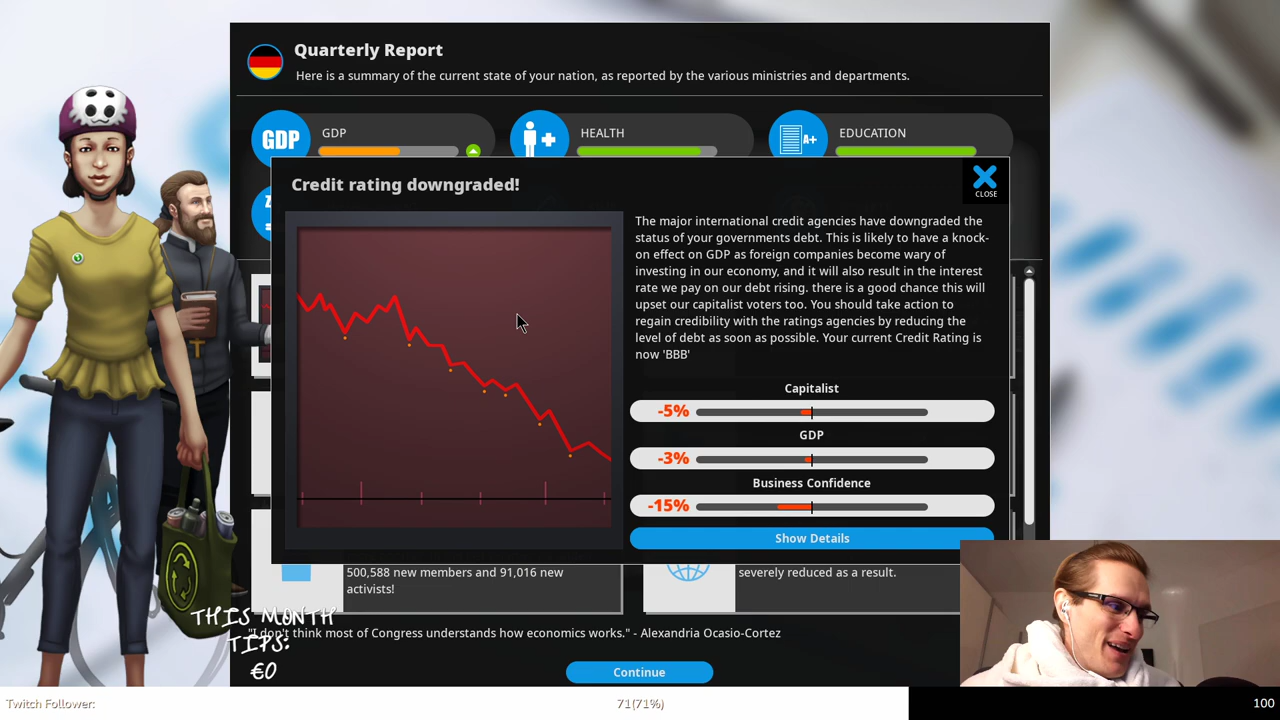 Quarterly Report
Here is a summary of the current state of your nation, as reported by the various ministries and departments.
GDP
GDP
HEALTH
A+
EDUCATION
Credit rating downgraded!
CLOSE
The major international credit agencies have downgraded the
status of your governments debt. This is likely to have a knock-
on effect on GDP as foreign companies become wary of
investing in our economy, and it will also result in the interest
rate we pay on our debt rising. there is a good chance this will
upset our capitalist voters too. You should take action to
regain credibility with the ratings agencies by reducing the
level of debt as soon as possible. Your current Credit Rating is
now 'BBB'
Capitalist
-5%
GDP
-3%
Business Confidence
-15%
Show Details
500,588 new members and 91,016 new
activists!
severely reduced as a result.
THIS MONTH
TIPS:
€0
"I don't think most of Congress understands how economics works." - Alexandria Ocasio-Cortez
Continue
Twitch Follower:
71(71%)
100